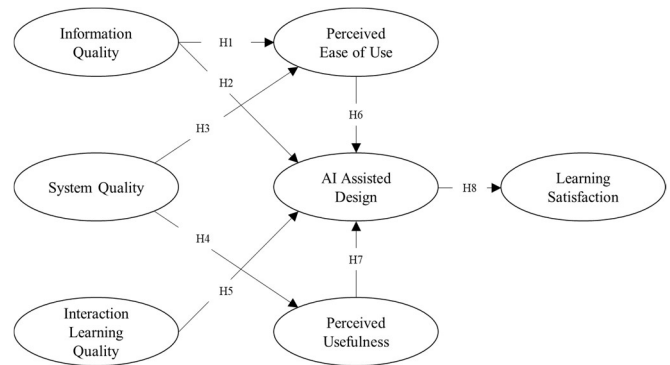 Information
Quality
H1
Perceived
Ease of Use
H2
H3
H6
System Quality
AI Assisted
Design
H8
Learning
Satisfaction
H4
H7
H5
Interaction
Learning
Quality
Perceived
Usefulness